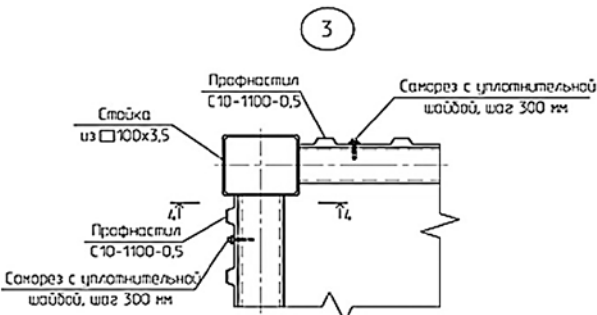 3
Профнастил
С10-1100-0,5
Саморез с уплотнительной
шайбой, шаг 300 мм
Стойка
из □100х3,5
4
4
Профнастил
С10-1100-0,5
Саморез с уплотнительной
шайбой, шаг 300 мм